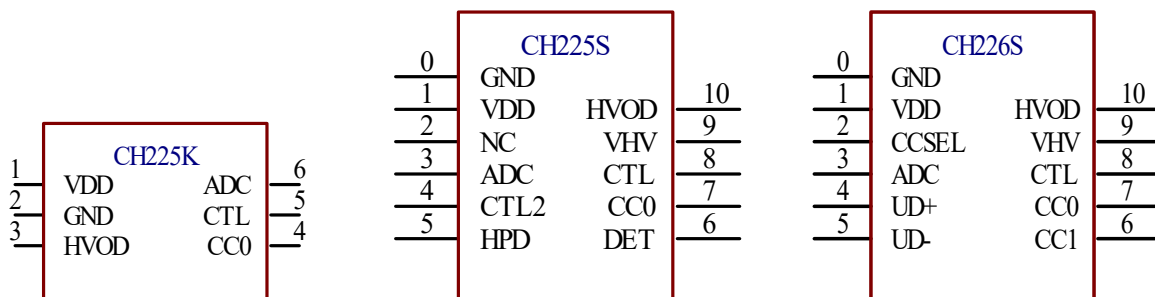 CH225K
1 VDD ADC 6
2 GND CTL 5
3 HVOD CC0 4
CH225S
0 GND
1 VDD HVOD 10
2 NC VHV 9
3 ADC CTL 8
4 CTL2 CC0 7
5 HPD DET 6
CH226S
0 GND
1 VDD HVOD 10
2 CCSEL VHV 9
3 ADC CTL 8
4 UD+ CC0 7
5 UD- CC1 6